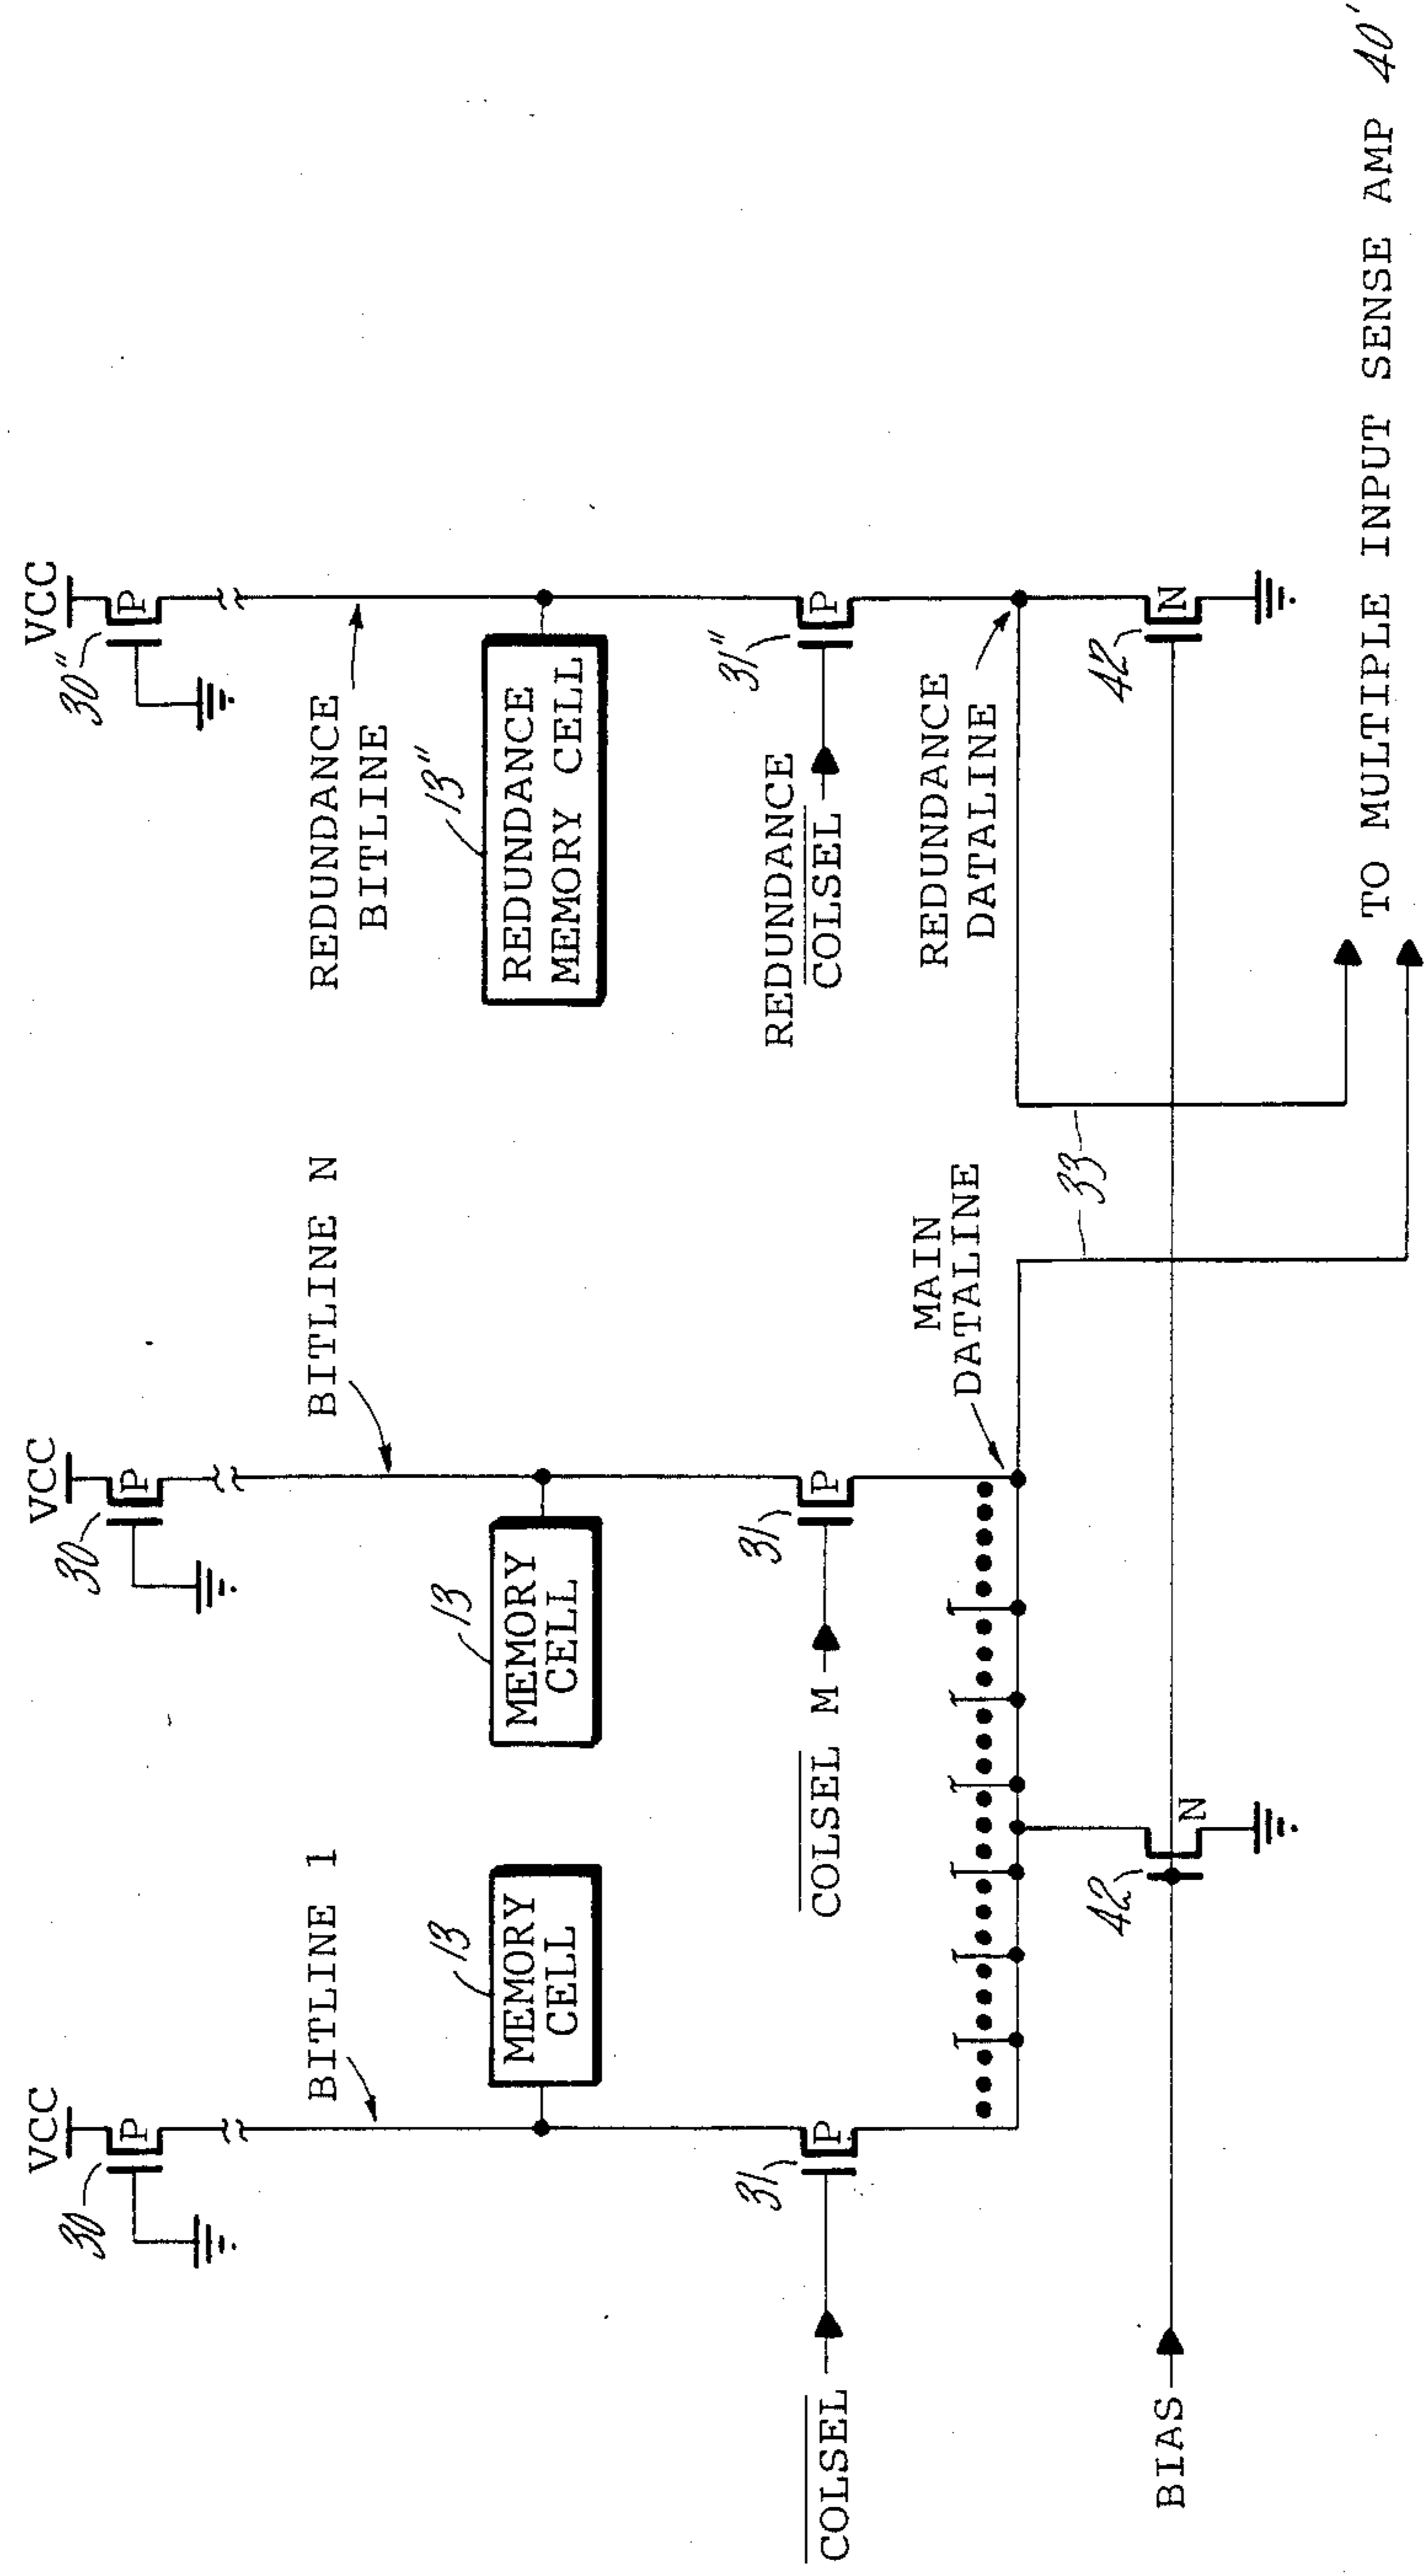 VCC
VCC
VCC
30
30
30"
BITLINE 1
BITLINE N
REDUNDANCE
BITLINE
P
P
P
13
13
13"
MEMORY
CELL
MEMORY
CELL
REDUNDANCE
MEMORY CELL
31
31
31"
P
P
P
COLSEL
COLSEL M
REDUNDANCE
COLSEL
MAIN
DATALINE
REDUNDANCE
DATALINE
33
42
42
N
N
BIAS
TO MULTIPLE INPUT SENSE AMP 40'